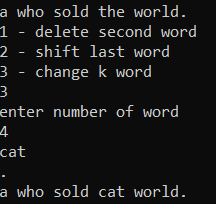 a who sold the world.
1 - delete second word
2 - shift last word
3 - change k word
3
enter number of word
4
cat
.
a who sold cat world.